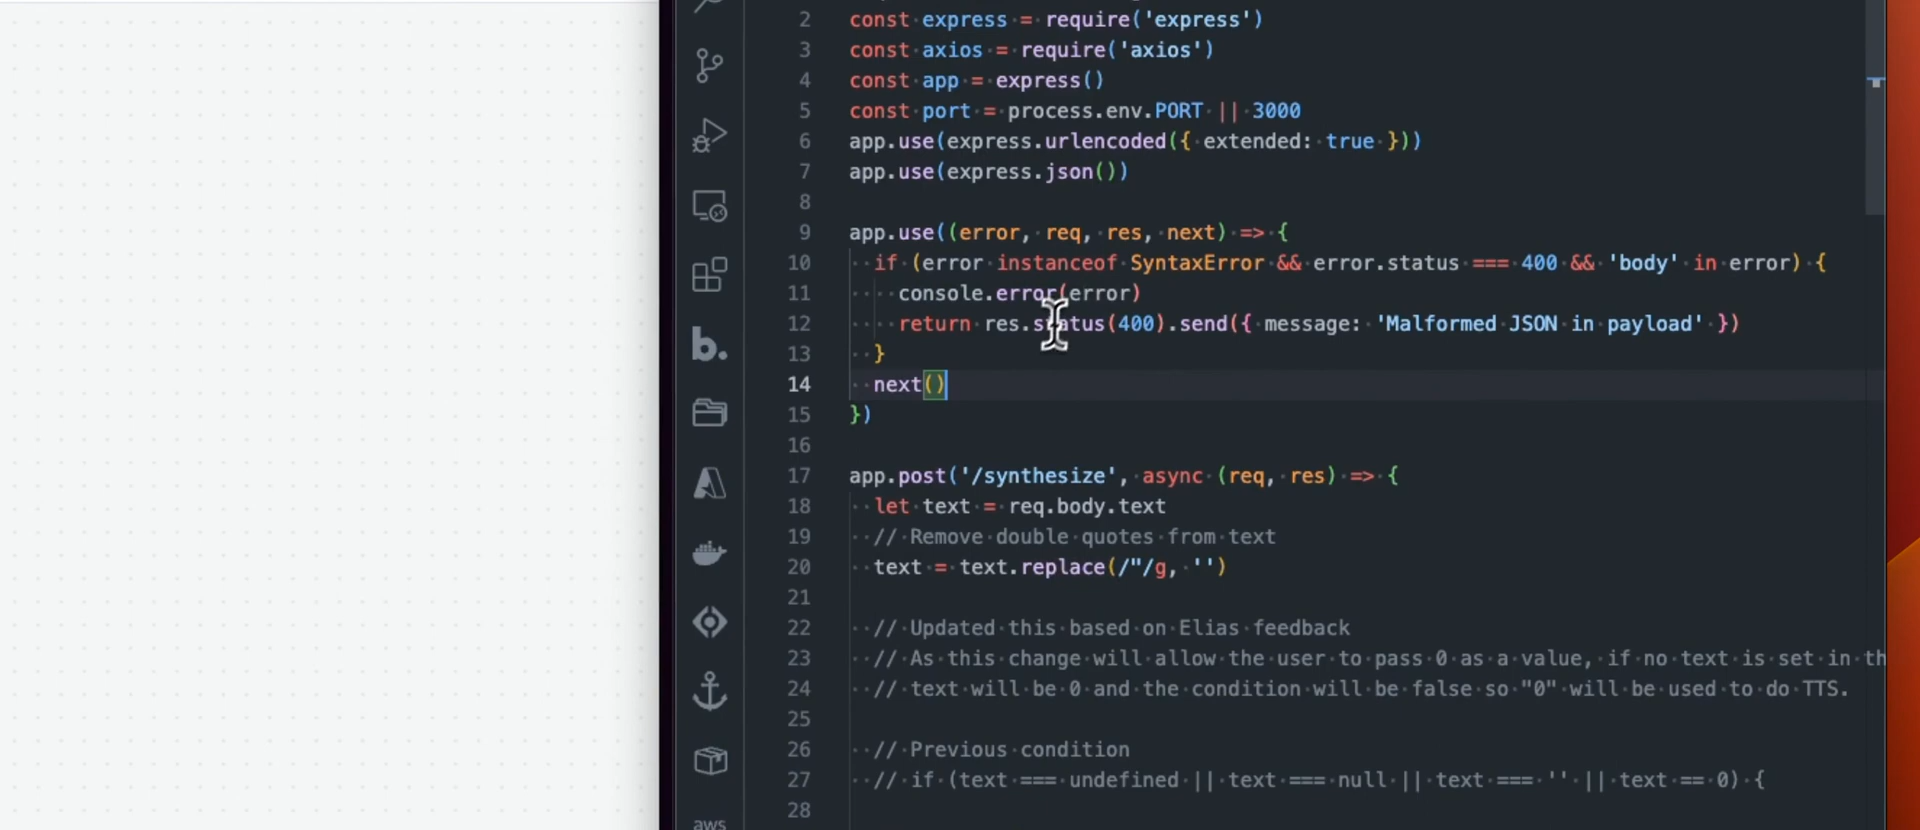 2 const express = require('express')
3 const axios = require('axios')
4 const app = express()
5 const port = process.env.PORT || 3000
6 app.use(express.urlencoded({ extended: true }))
7 app.use(express.json())
8
9 app.use((error, req, res, next) => {
10 if (error instanceof SyntaxError && error.status === 400 && 'body' in error) {
11 console.error(error)
12 return res.status(400).send({ message: 'Malformed JSON in payload' })
13 }
14 next()
15 })
16
17 app.post('/synthesize', async (req, res) => {
18 let text = req.body.text
19 // Remove double quotes from text
20 text = text.replace(/"/g, '')
21
22 // Updated this based on Elias feedback
23 // As this change will allow the user to pass 0 as a value, if no text is set in th
24 // text will be 0 and the condition will be false so "0" will be used to do TTS.
25
26 // Previous condition
27 // if (text === undefined || text === null || text === '' || text == 0) {
28
b.
aws